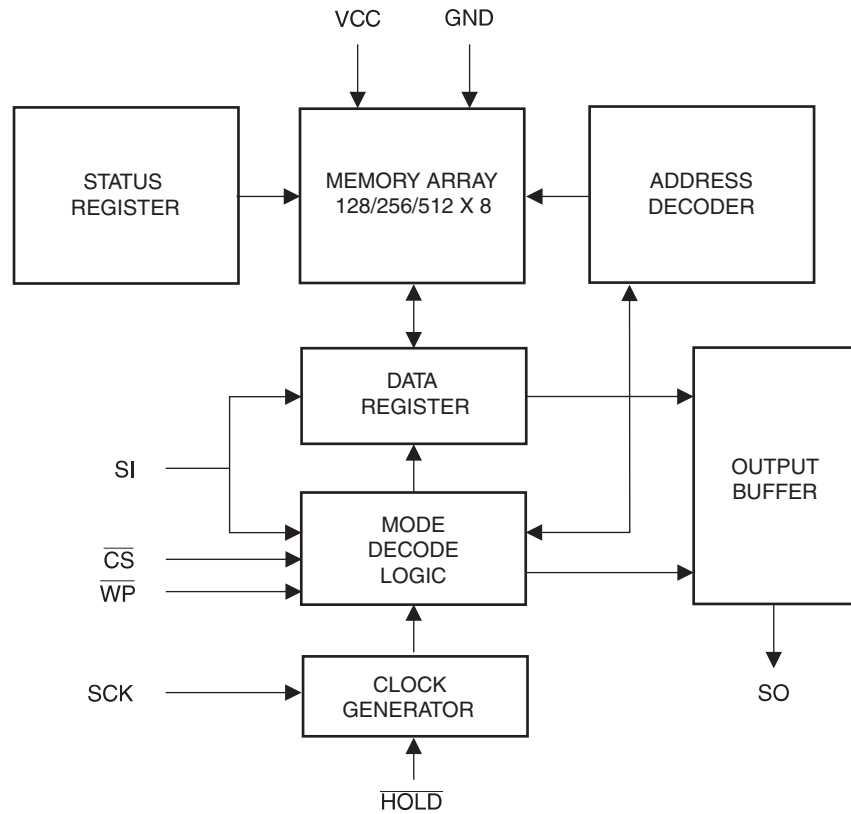 VCC
GND
STATUS
REGISTER
MEMORY ARRAY
128/256/512 X 8
ADDRESS
DECODER
DATA
REGISTER
OUTPUT
BUFFER
SI
MODE
DECODE
LOGIC
CS
WP
SCK
CLOCK
GENERATOR
SO
HOLD